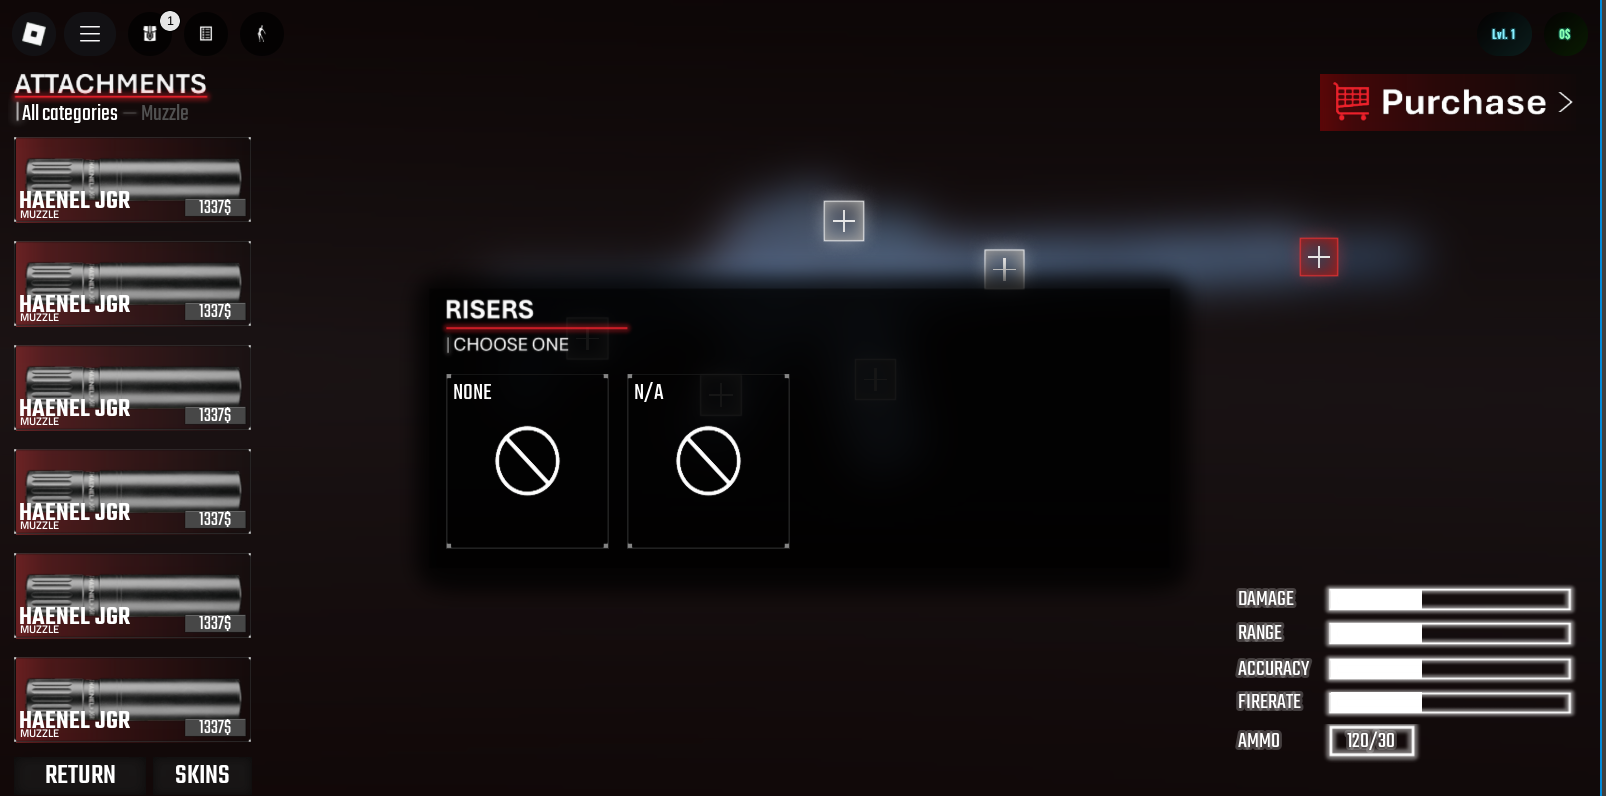 1
Lvl. 1
0$
ATTACHMENTS
All categories — Muzzle
Purchase
HAENEL JGR
MUZZLE
1337$
HAENEL JGR
MUZZLE
1337$
HAENEL JGR
MUZZLE
1337$
HAENEL JGR
MUZZLE
1337$
HAENEL JGR
MUZZLE
1337$
HAENEL JGR
MUZZLE
1337$
RETURN
SKINS
RISERS
CHOOSE ONE
NONE
N/A
DAMAGE
RANGE
ACCURACY
FIRERATE
AMMO
120/30